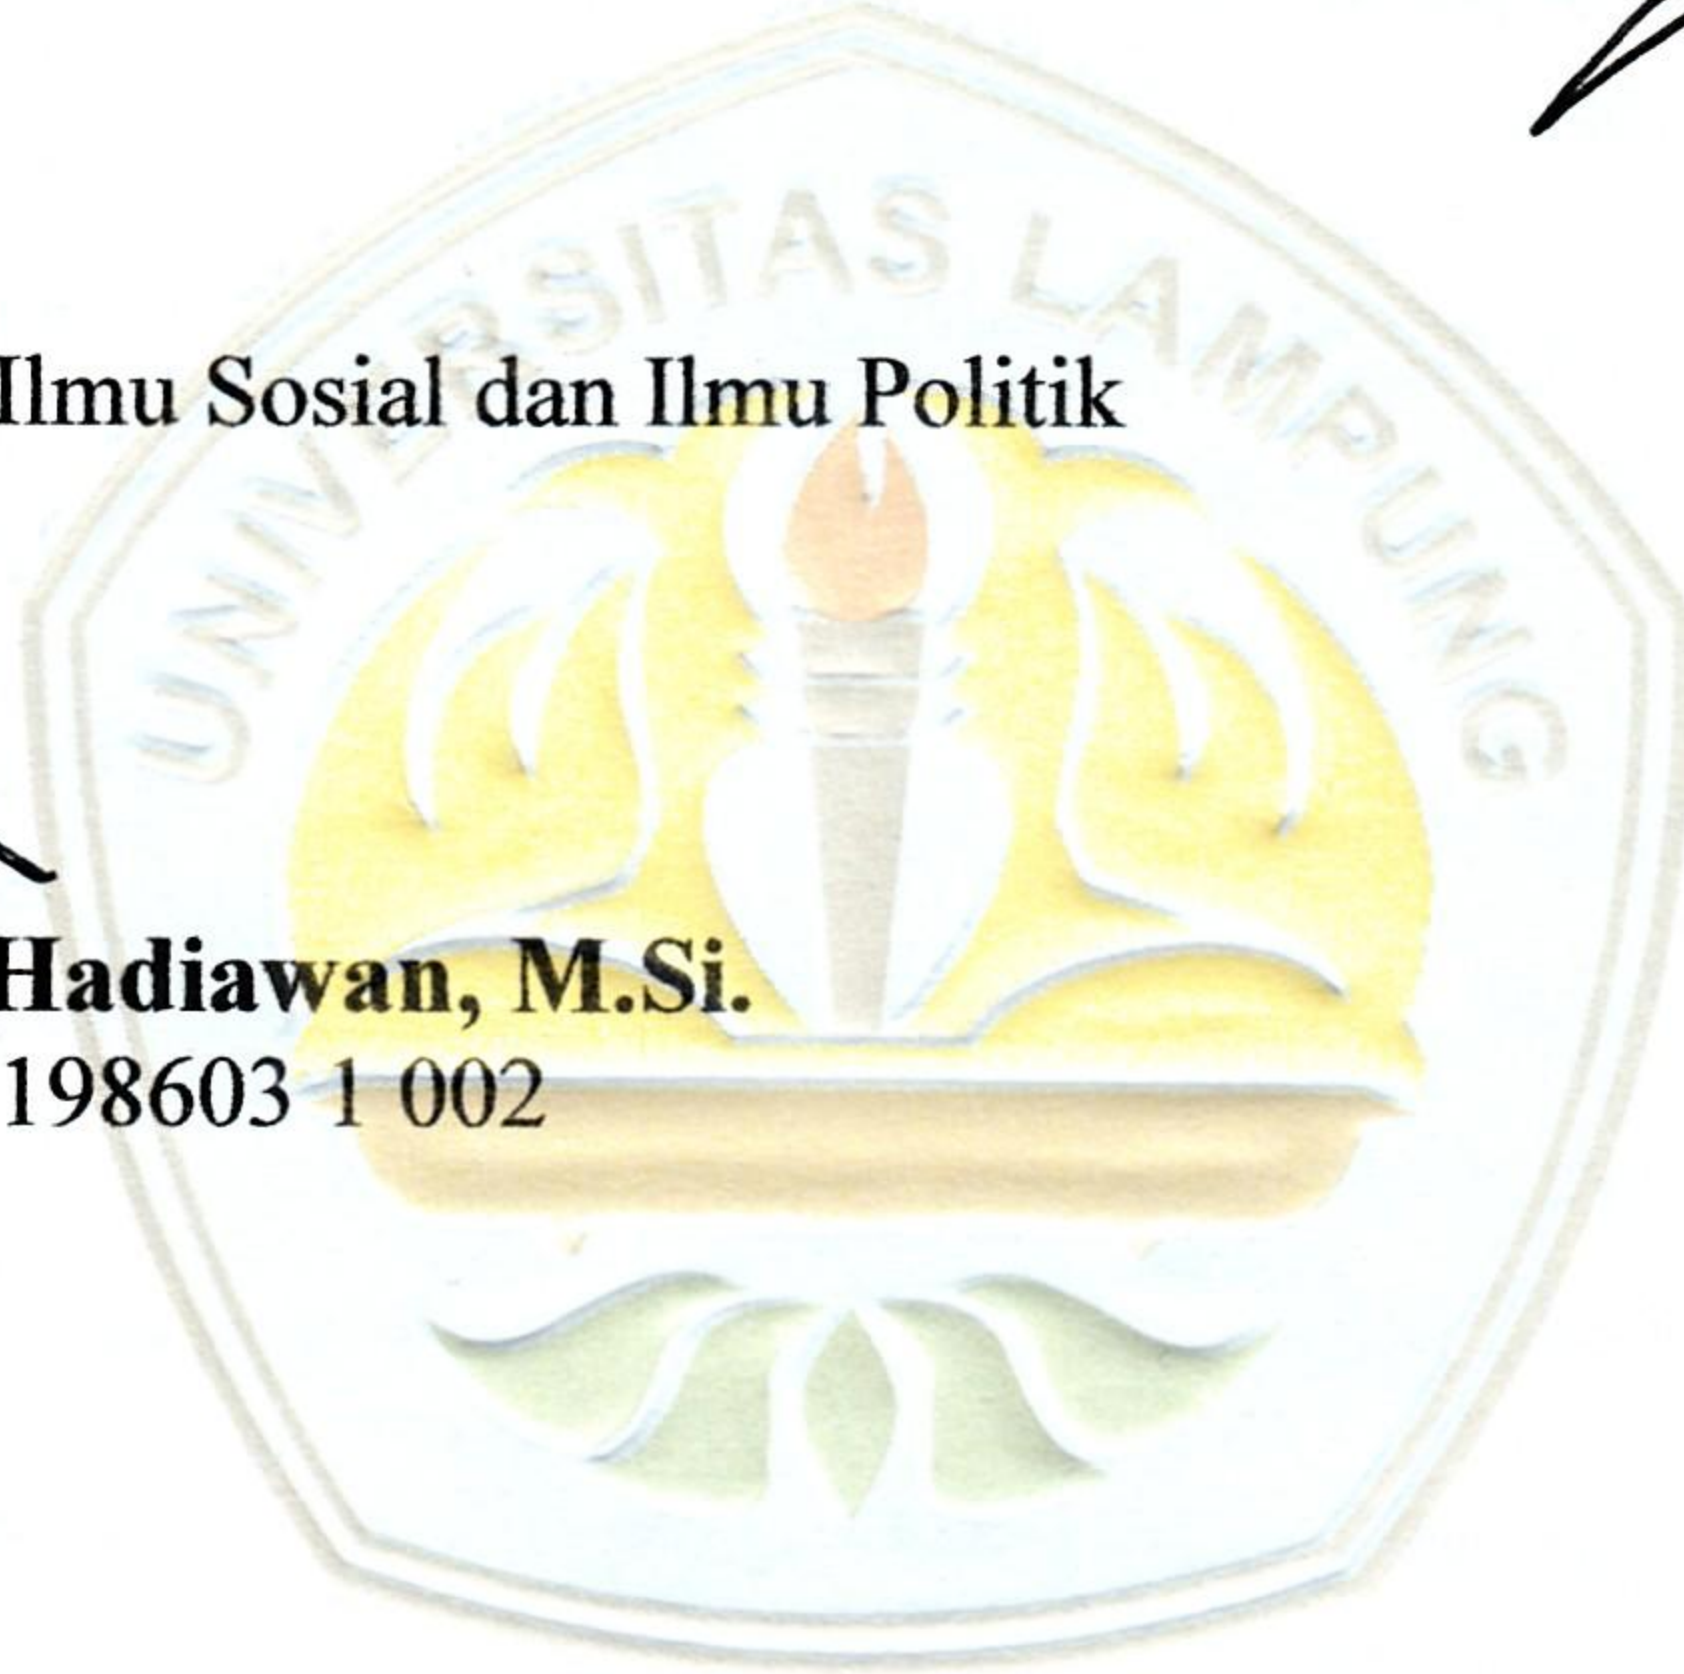 UNIVERSITAS LAMPUNG
Ilmu Sosial dan Ilmu Politik
Hadiawan, M.Si.
198603 1 002